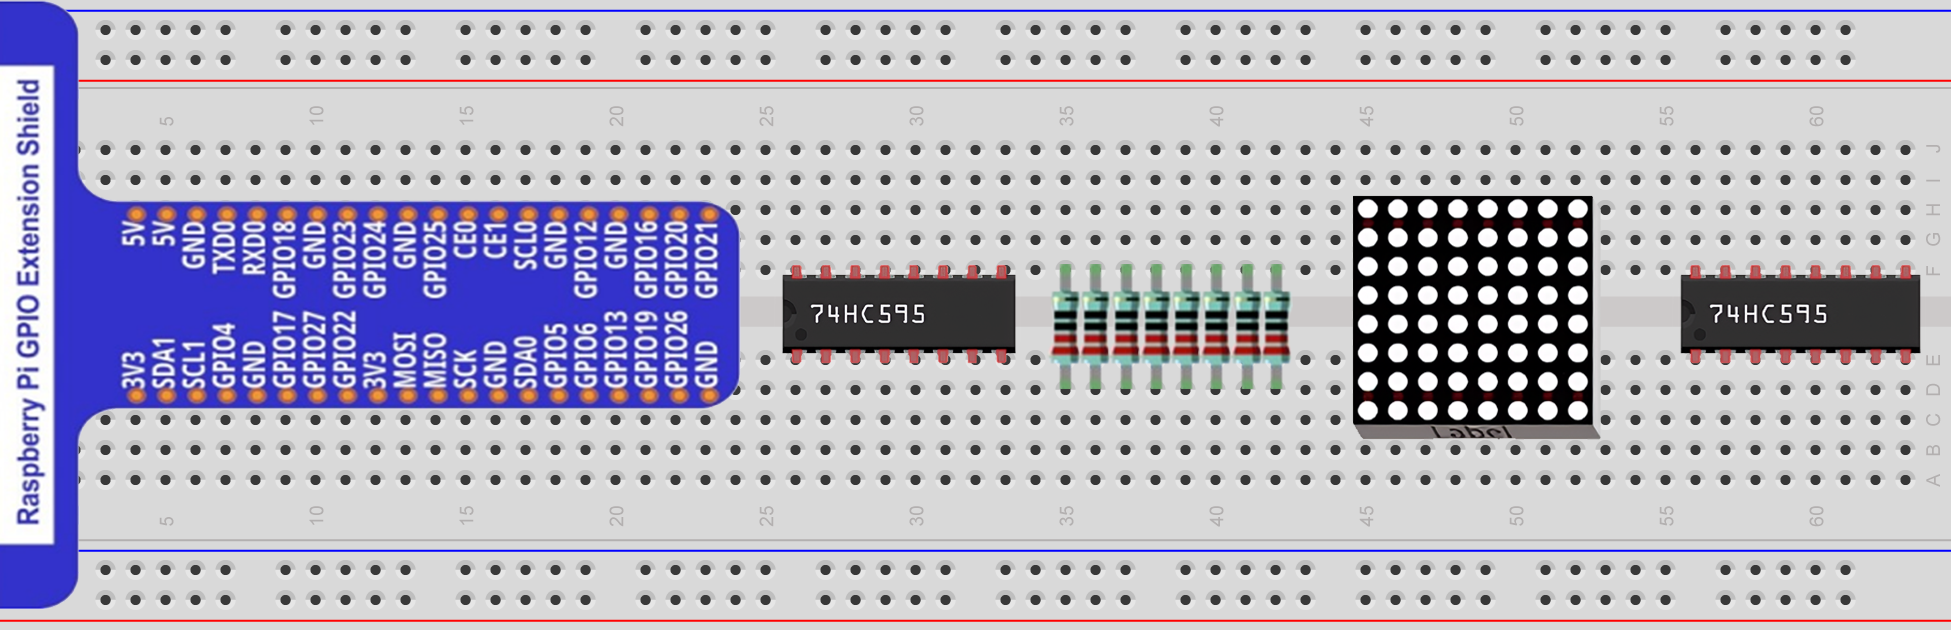 Raspberry Pi GPIO Extension Shield
5 10 15 20 25 30 35 40 45 50 55 60
J
I
H
G
F
5V 5V GND TXD0 RXD0 GPIO18 GND GPIO23 GPIO24 GND GPIO25 CE0 CE1 SCL0 GND GPIO12 GND GPIO16 GPIO20 GPIO21
3V3 SDA1 SCL1 GPIO4 GND GPIO17 GPIO27 GPIO22 3V3 MOSI MISO SCK GND SDA0 GPIO5 GPIO6 GPIO13 GPIO19 GPIO26 GND
74HC595
74HC595
Label
E
D
C
B
A
5 10 15 20 25 30 35 40 45 50 55 60